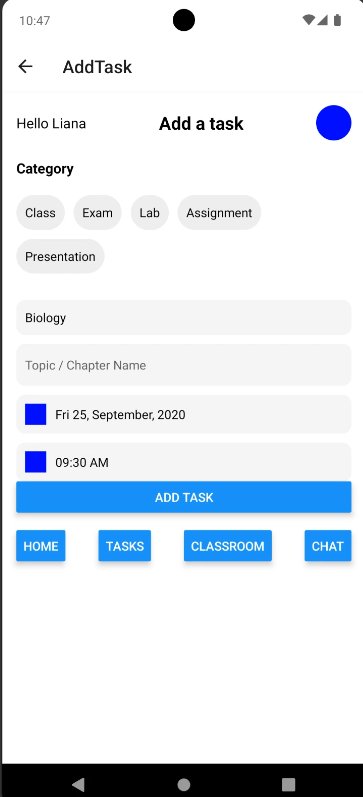 10:47
AddTask
Hello Liana Add a task
Category
Class Exam Lab Assignment
Presentation
Biology
Topic / Chapter Name
Fri 25, September, 2020
09:30 AM
ADD TASK
HOME TASKS CLASSROOM CHAT